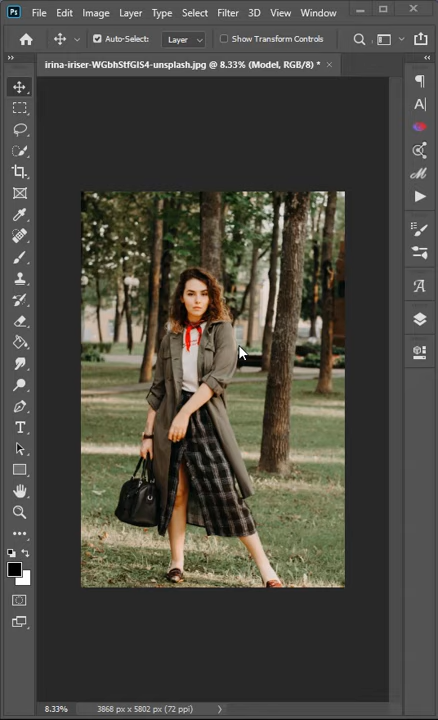 Ps File Edit Image Layer Type Select Filter 3D View Window
Auto-Select: Layer Show Transform Controls
irina-iriser-WGbhStfGlS4-unsplash.jpg @ 8.33% (Model, RGB/8) *
8.33% 3868 px x 5802 px (72 ppi)